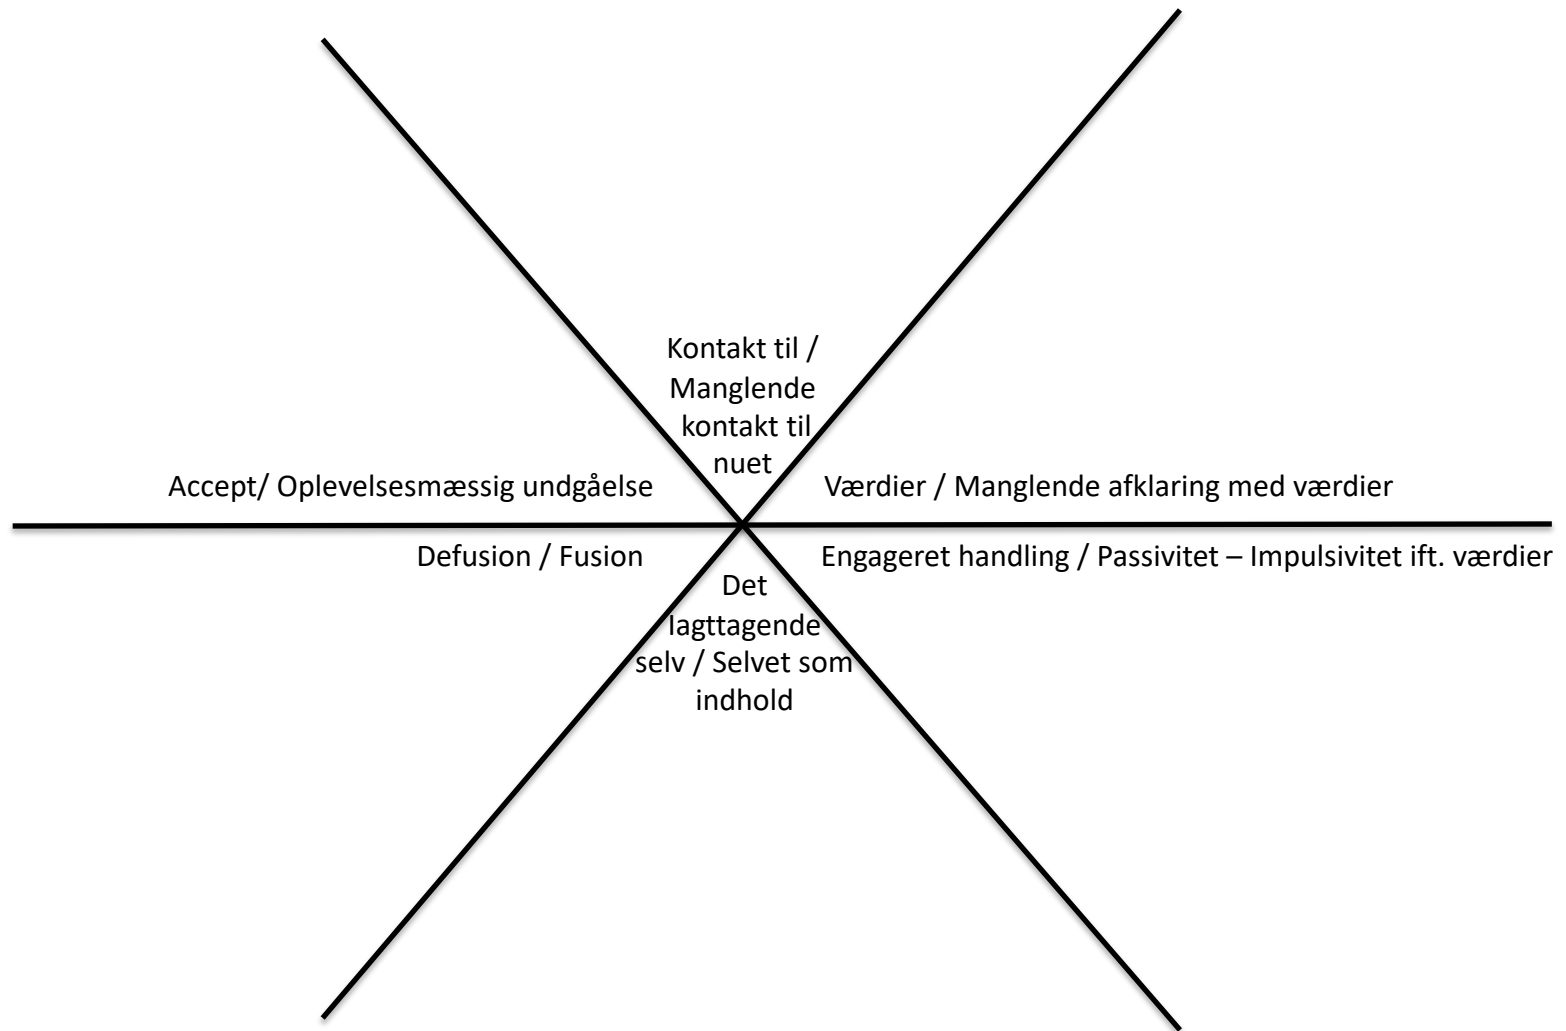 Kontakt til /
Manglende
kontakt til
nuet
Accept/ Oplevelsesmæssig undgåelse
Værdier / Manglende afklaring med værdier
Defusion / Fusion
Engageret handling / Passivitet – Impulsivitet ift. værdier
Det
Iagttagende
selv / Selvet som
indhold